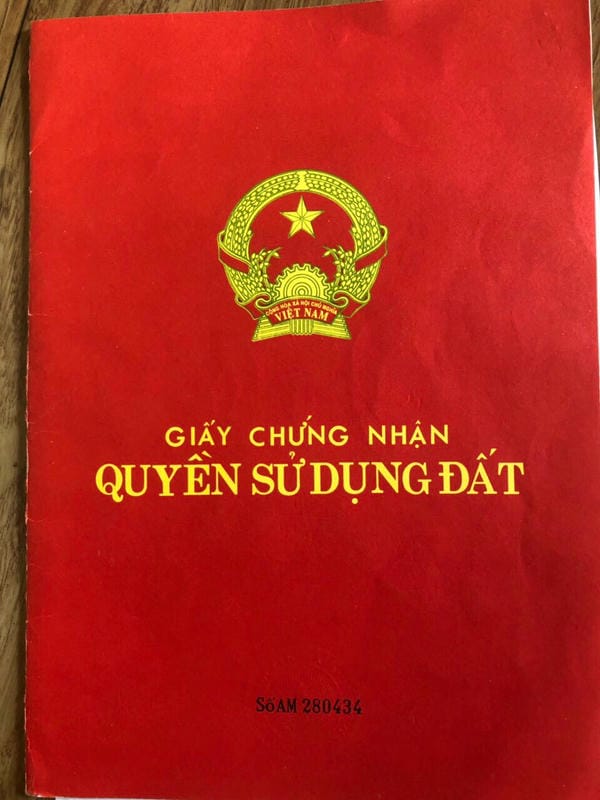 CỘNG HÒA XÃ HỘI CHỦ NGHĨA
VIỆT NAM
GIẤY CHỨNG NHẬN
QUYỀN SỬ DỤNG ĐẤT
Số AM 280434